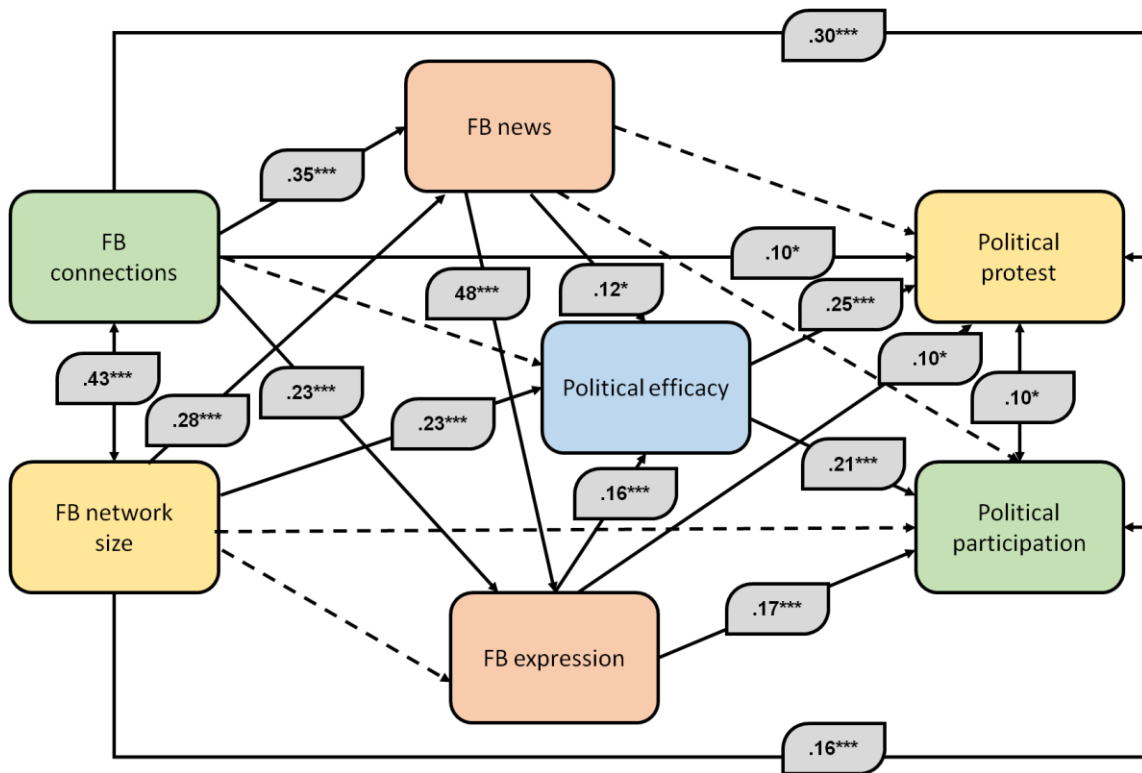 .30***
FB news
.35***
FB
connections
Political
protest
.10*
48***
.12*
.25***
.43***
.28***
.23***
.23***
Political efficacy
.10*
.10*
.21***
.16***
FB network
size
Political
participation
.17***
FB expression
.16***